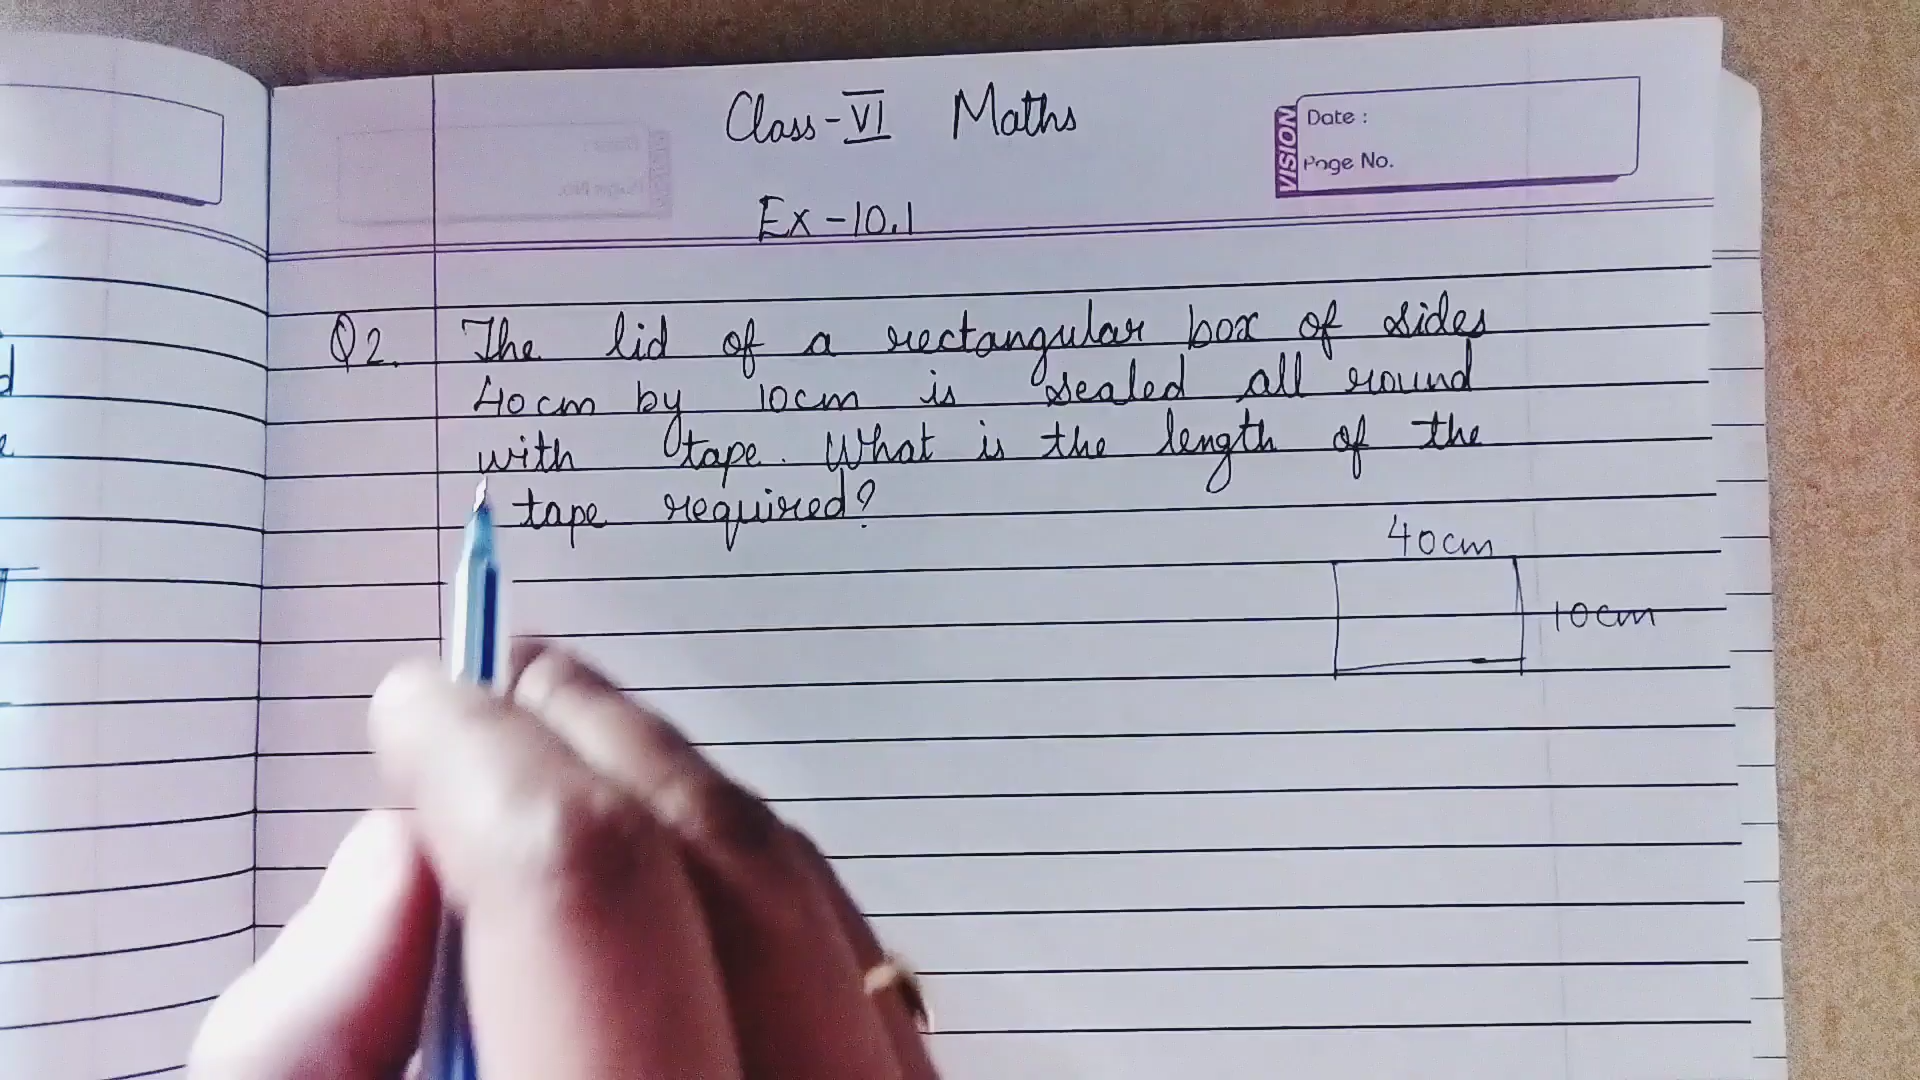 Class-VI Maths
VISION
Date :
Page No.
Ex-10.1
Q2. The lid of a rectangular box of sides
40cm by 10cm is sealed all round
with tape. What is the length of the
tape required?
40cm
10cm